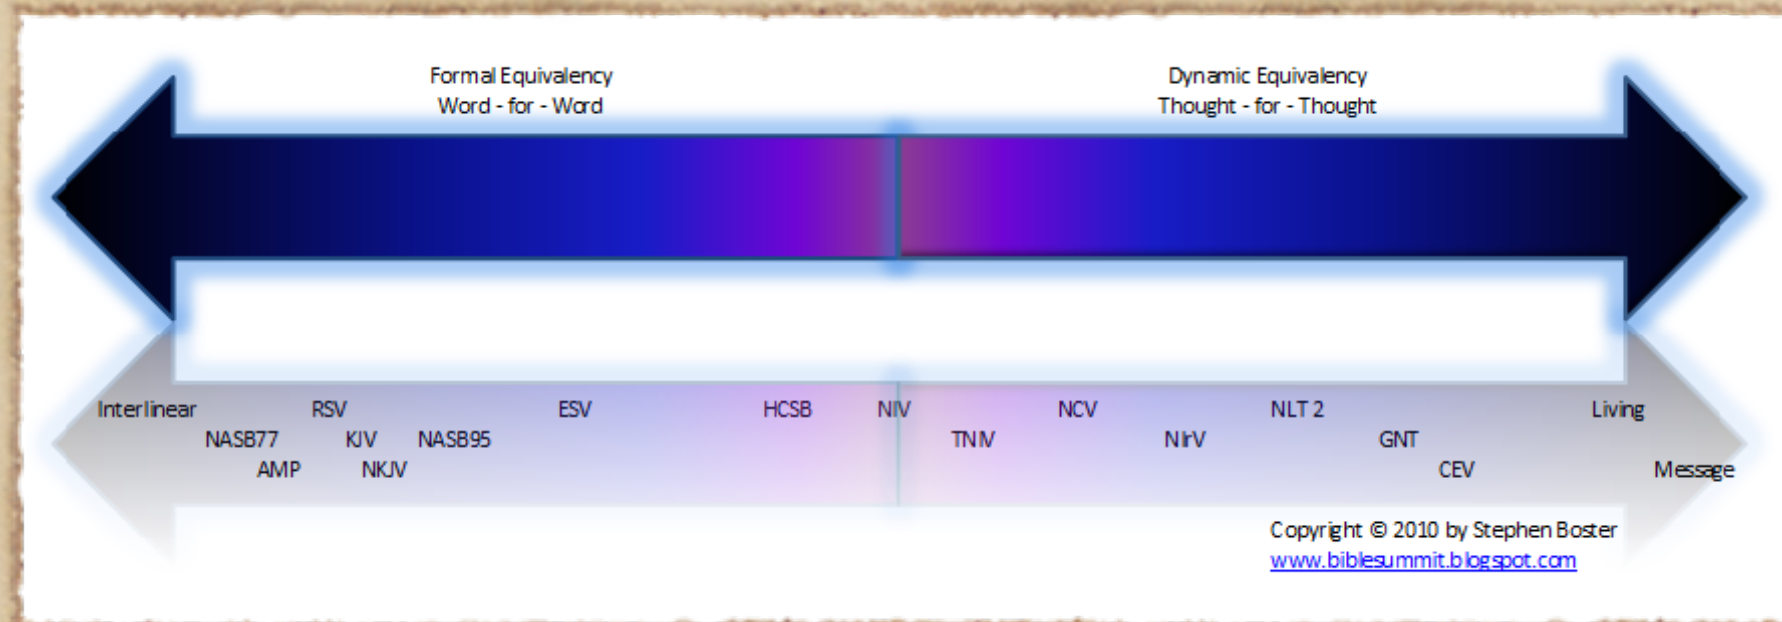 Formal Equivalency
Word - for - Word
Dynamic Equivalency
Thought - for - Thought
Interlinear RSV ESV HCSB NIV NCV NLT 2 Living
NASB77 KJV NASB95 TNIV NIrV GNT
AMP NKJV CEV Message
Copyright © 2010 by Stephen Boster
www.biblesummit.blogspot.com